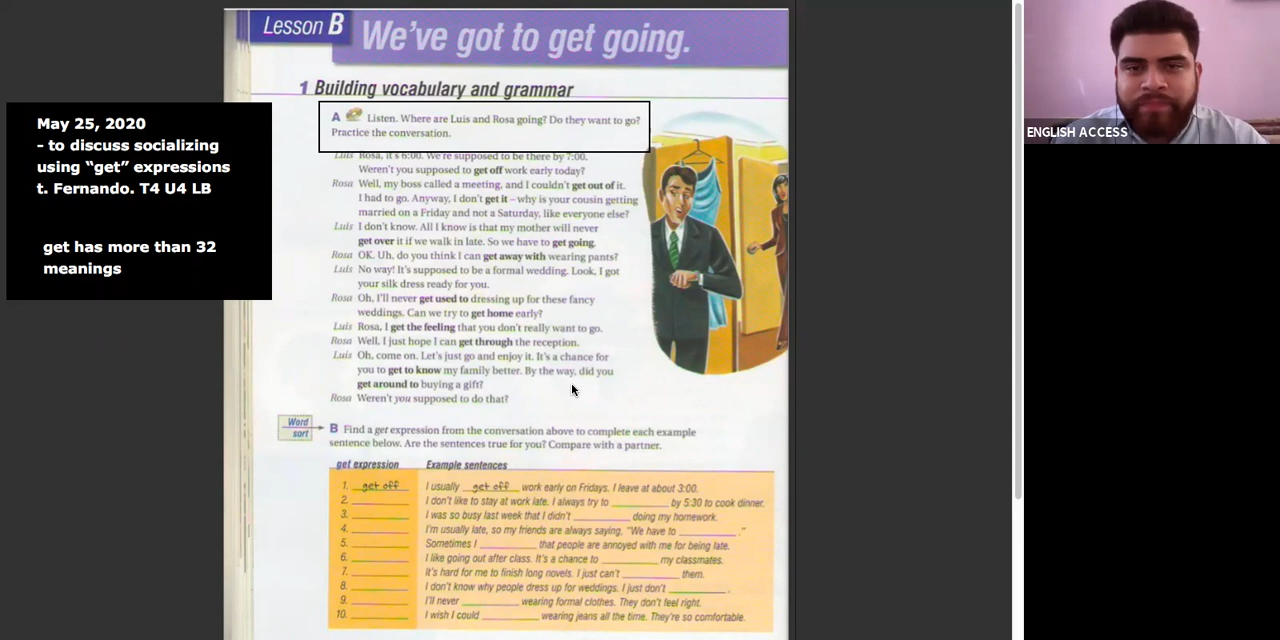 Lesson B
We've got to get going.
1 Building vocabulary and grammar
A Listen. Where are Luis and Rosa going? Do they want to go?
Practice the conversation.
Luis Rosa, it's 6:00. We're supposed to be there by 7:00.
Weren't you supposed to get off work early today?
Rosa Well, my boss called a meeting, and I couldn't get out of it.
I had to go. Anyway, I don't get it – why is your cousin getting
married on a Friday and not a Saturday, like everyone else?
Luis I don't know. All I know is that my mother will never
get over it if we walk in late. So we have to get going.
Rosa OK. Uh, do you think I can get away with wearing pants?
Luis No way! It's supposed to be a formal wedding. Look, I got
your silk dress ready for you.
Rosa Oh, I'll never get used to dressing up for these fancy
weddings. Can we try to get home early?
Luis Rosa, I get the feeling that you don't really want to go.
Rosa Well, I just hope I can get through the reception.
Luis Oh, come on. Let's just go and enjoy it. It's a chance for
you to get to know my family better. By the way, did you
get around to buying a gift?
Rosa Weren't you supposed to do that?
Word
sort
B Find a get expression from the conversation above to complete each example
sentence below. Are the sentences true for you? Compare with a partner.
get expression Example sentences
1. get off I usually get off work early on Fridays. I leave at about 3:00.
2. I don't like to stay at work late. I always try to by 5:30 to cook dinner.
3. I was so busy last week that I didn't doing my homework.
4. I'm usually late, so my friends are always saying, "We have to ."
5. Sometimes I that people are annoyed with me for being late.
6. I like going out after class. It's a chance to my classmates.
7. It's hard for me to finish long novels. I just can't them.
8. I don't know why people dress up for weddings. I just don't .
9. I'll never wearing formal clothes. They don't feel right.
10. I wish I could wearing jeans all the time. They're so comfortable.
May 25, 2020
- to discuss socializing
using "get" expressions
t. Fernando. T4 U4 LB
get has more than 32
meanings
ENGLISH ACCESS